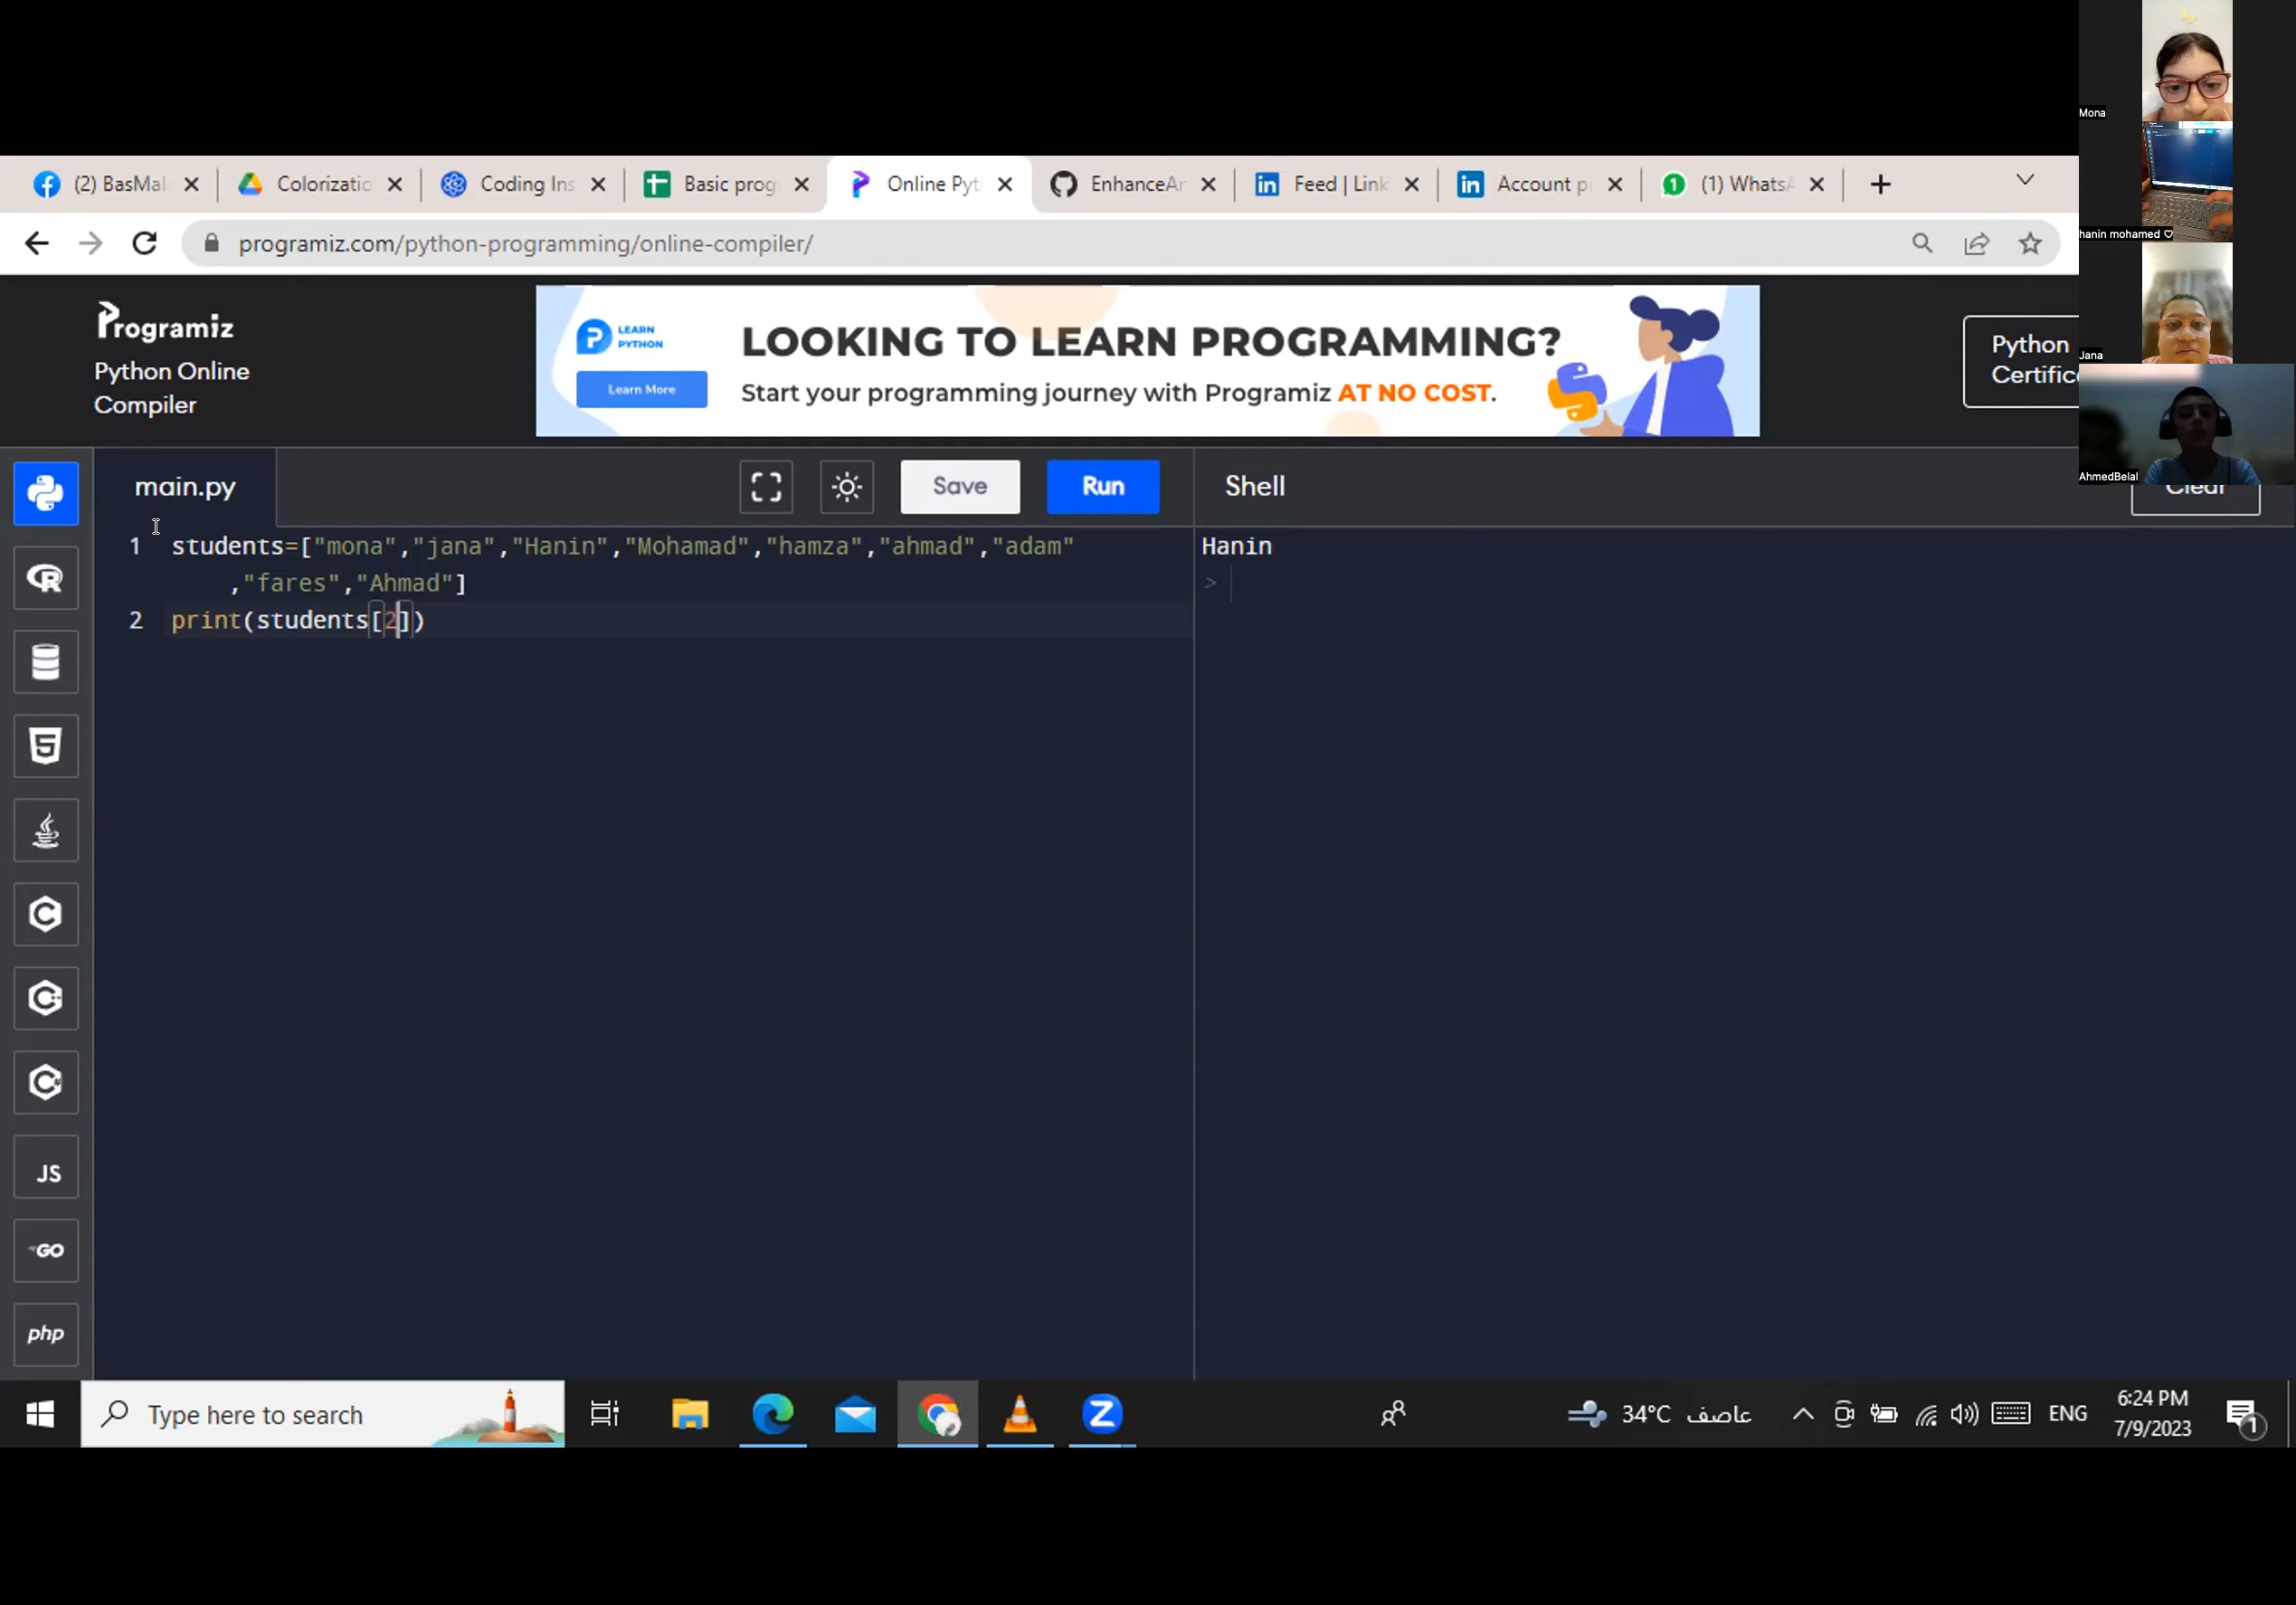 Mona
hanin mohamed ♡
Jana
AhmedBelal
(2) BasMal
Colorizatio
Coding Ins
Basic prog
Online Pyt
EnhanceAr
Feed | Link
Account p
(1) WhatsA
programiz.com/python-programming/online-compiler/
Programiz
Python Online
Compiler
LEARN
PYTHON
Learn More
LOOKING TO LEARN PROGRAMMING?
Start your programming journey with Programiz AT NO COST.
Python
Certific
main.py
Save
Run
Shell
Clear
1 students=["mona","jana","Hanin","Mohamad","hamza","ahmad","adam"
,"fares","Ahmad"]
2 print(students[2])
Hanin
>
JS
GO
php
Type here to search
34°C عاصف
ENG
6:24 PM
7/9/2023
1